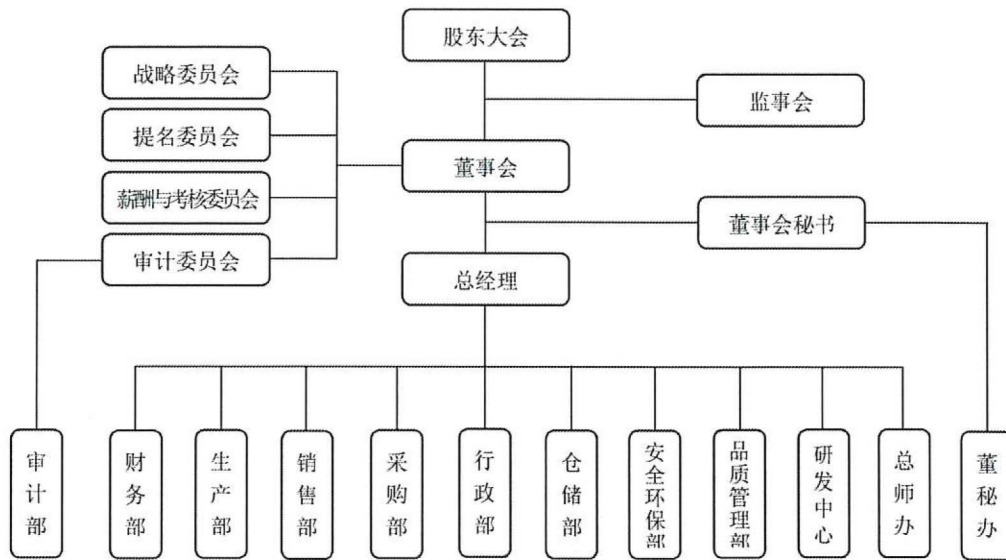 股东大会
战略委员会
监事会
提名委员会
董事会
薪酬与考核委员会
董事会秘书
审计委员会
总经理
审计部
财务部
生产部
销售部
采购部
行政部
仓储部
安全环保部
品质管理部
研发中心
总师办
董秘办